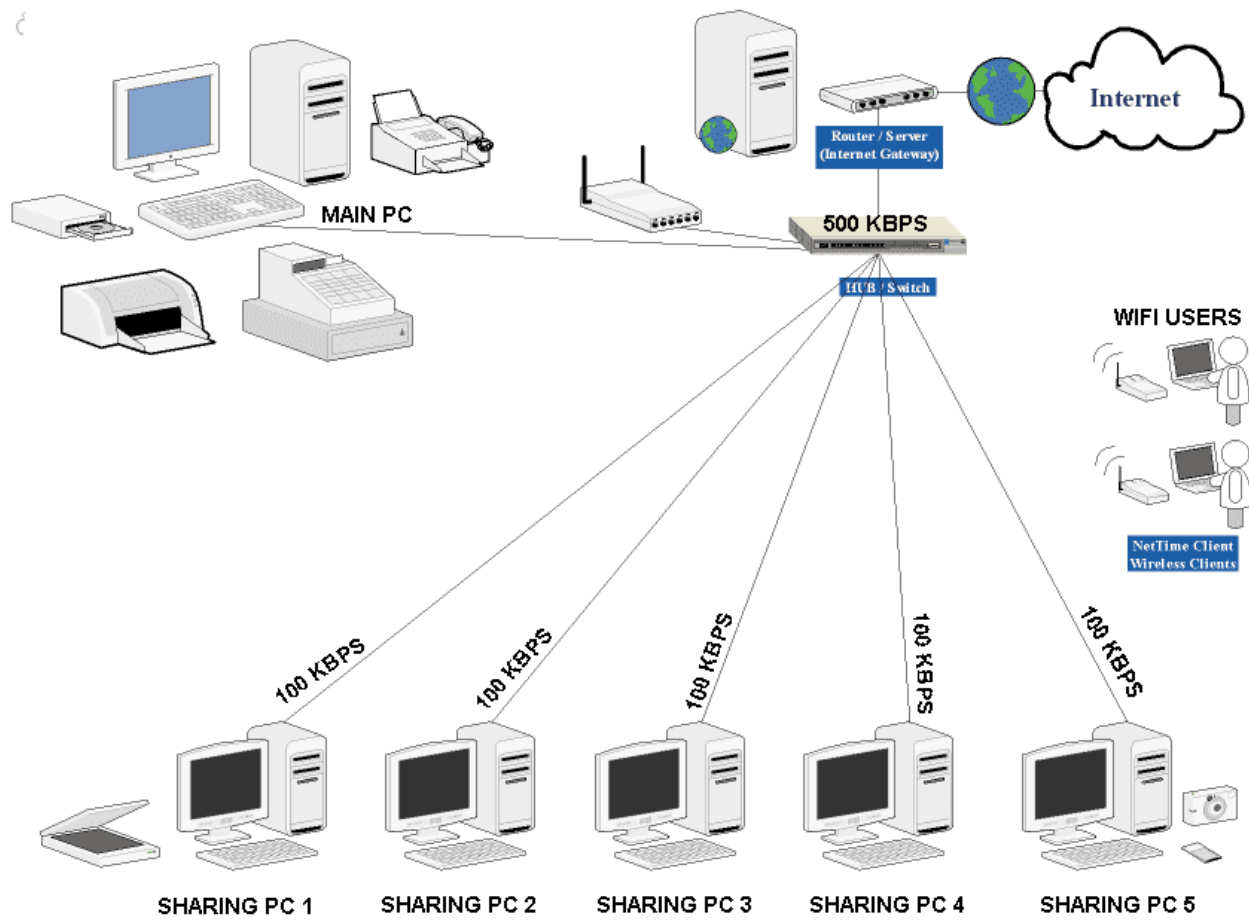 Internet
Router / Server
(Internet Gateway)
MAIN PC
500 KBPS
HUB / Switch
WIFI USERS
NetTime Client
Wireless Clients
100 KBPS
100 KBPS
100 KBPS
100 KBPS
100 KBPS
SHARING PC 1
SHARING PC 2
SHARING PC 3
SHARING PC 4
SHARING PC 5